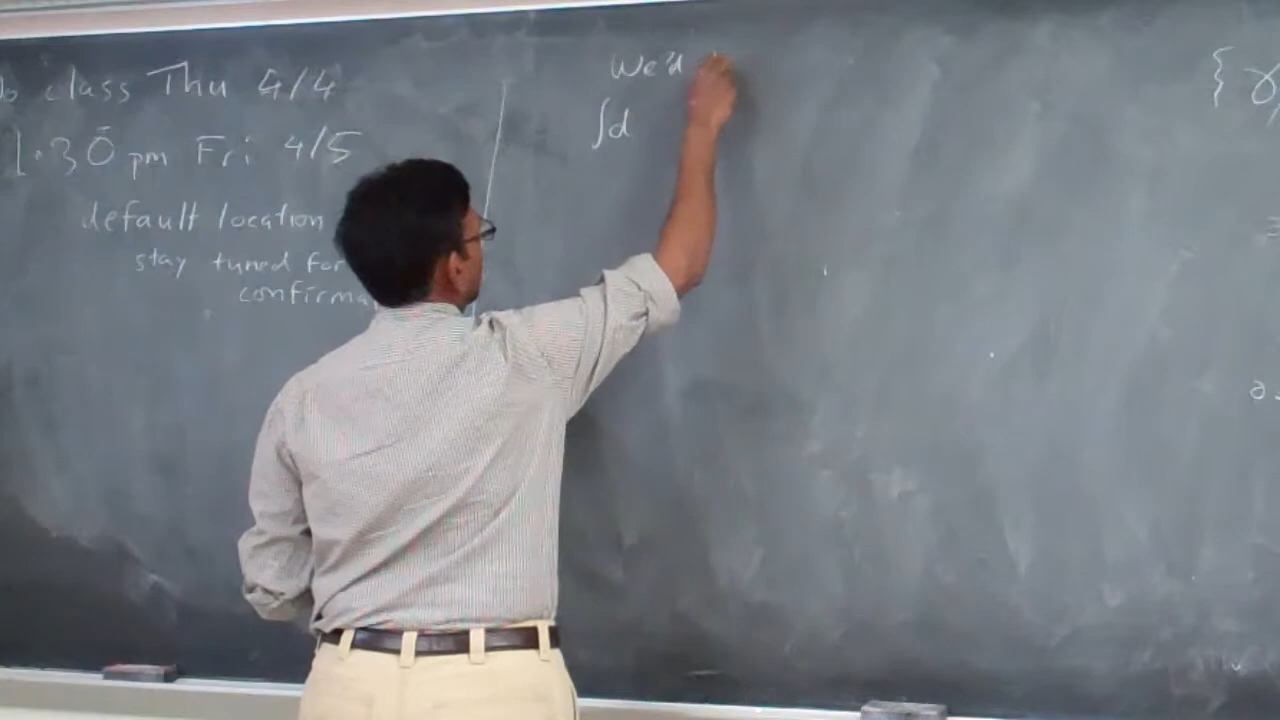 class Thu 4/4
1:30 pm Fri 4/5
default location
stay tuned for
We'd
∫d
{ γ